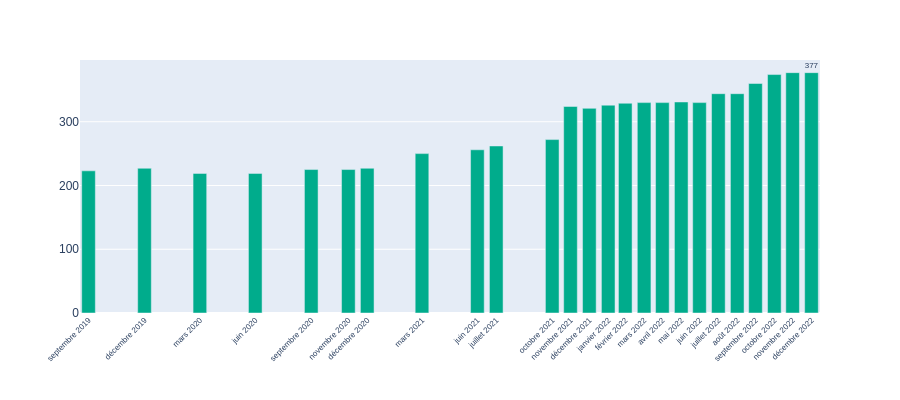 377
300
200
100
0
septembre 2019
décembre 2019
mars 2020
juin 2020
septembre 2020
novembre 2020
décembre 2020
mars 2021
juin 2021
juillet 2021
octobre 2021
novembre 2021
décembre 2021
janvier 2022
février 2022
mars 2022
avril 2022
mai 2022
juin 2022
juillet 2022
août 2022
septembre 2022
octobre 2022
novembre 2022
décembre 2022